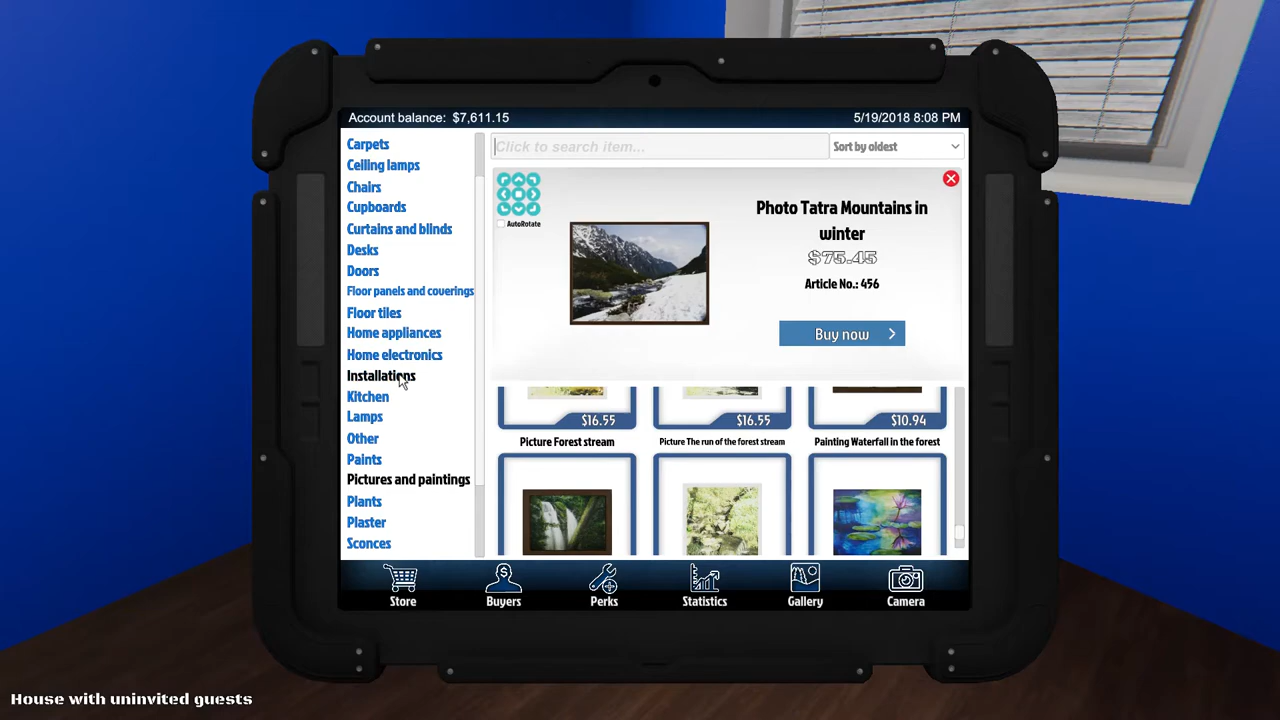 Account balance: $7,611.15
5/19/2018 8:08 PM
Carpets
Ceiling lamps
Chairs
Cupboards
Curtains and blinds
Desks
Doors
Floor panels and coverings
Floor tiles
Home appliances
Home electronics
Installations
Kitchen
Lamps
Other
Paints
Pictures and paintings
Plants
Plaster
Sconces
Click to search item...
Sort by oldest
AutoRotate
Photo Tatra Mountains in
winter
$75.45
Article No.: 456
Buy now
$16.55
$16.55
$10.94
Picture Forest stream
Picture The run of the forest stream
Painting Waterfall in the forest
Store
Buyers
Perks
Statistics
Gallery
Camera
House with uninvited guests